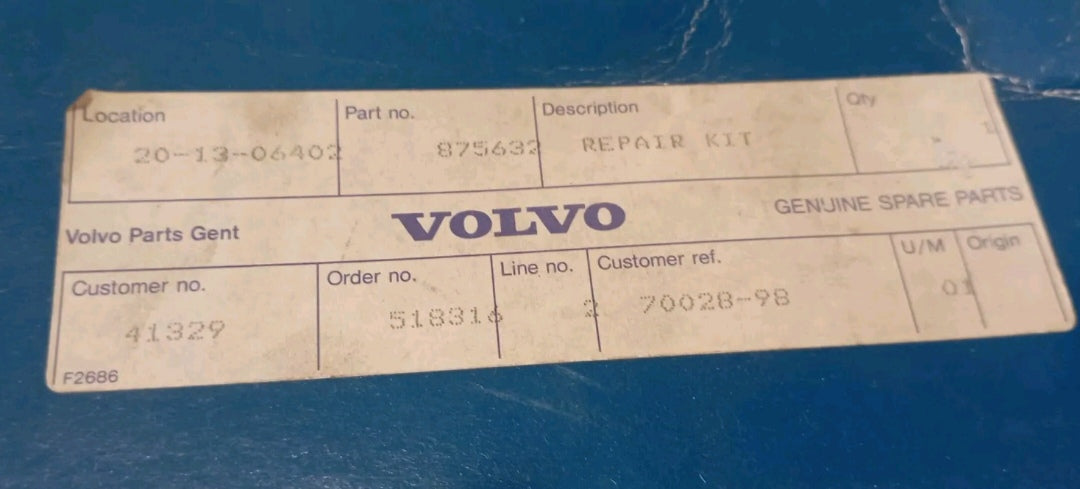 Location Part no. Description Qty
20-13-06402 875632 REPAIR KIT 1
Volvo Parts Gent VOLVO GENUINE SPARE PARTS
Customer no. Order no. Line no. Customer ref. U/M Origin
41329 518316 2 70028-98 01
F2686